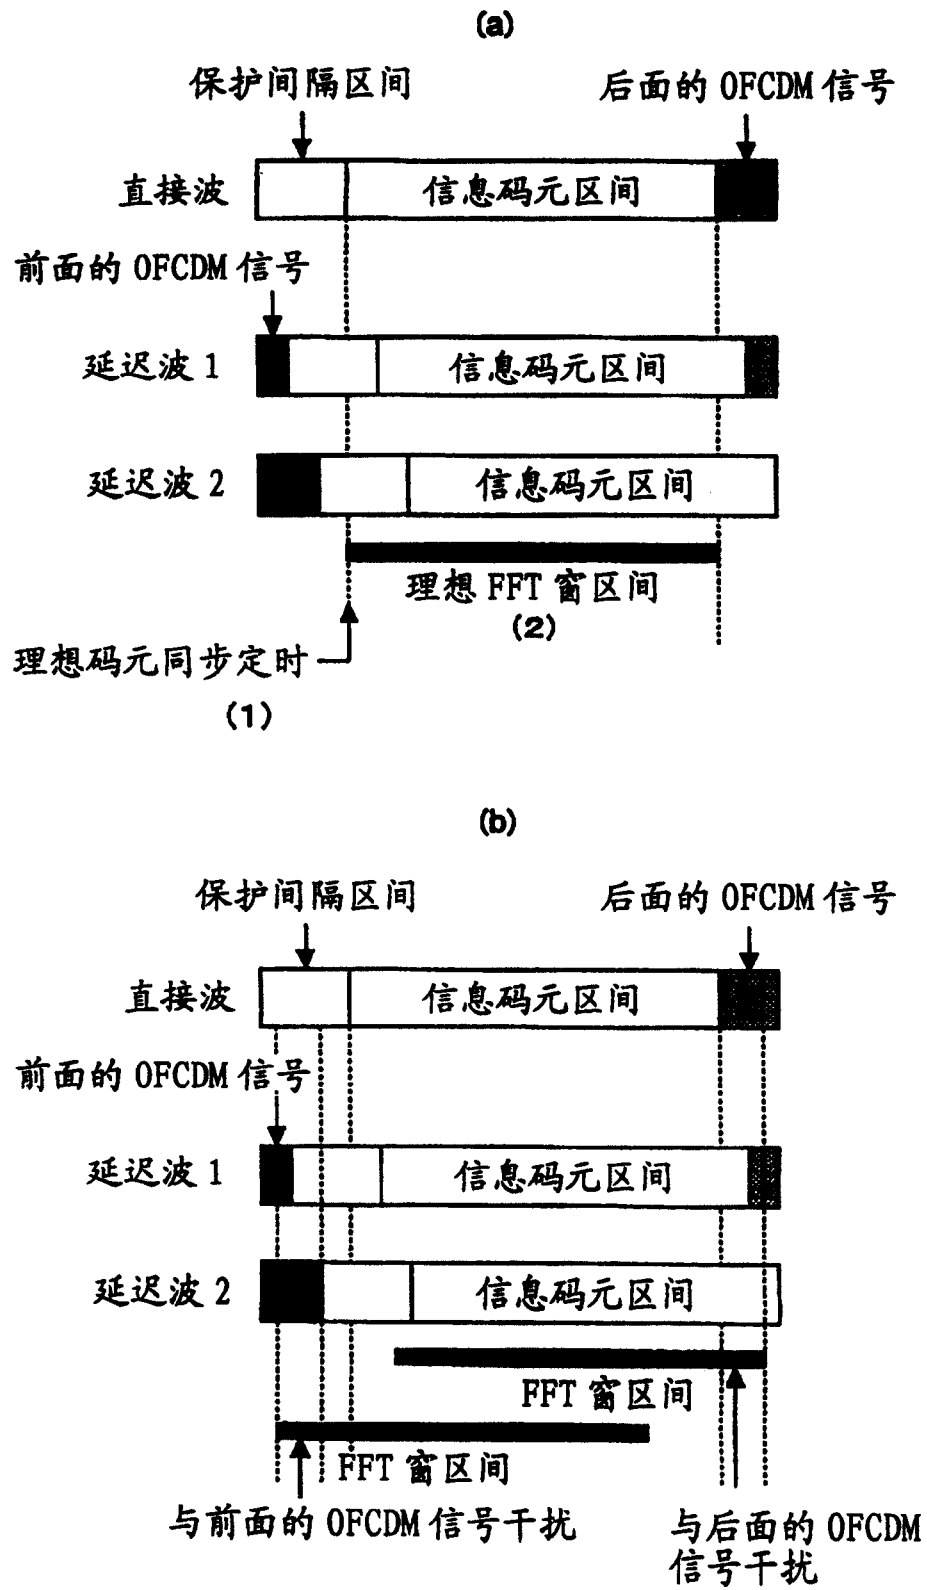 (a)
保护间隔区间
后面的 OFCDM 信号
直接波
信息码元区间
前面的 OFCDM 信号
延迟波 1
信息码元区间
延迟波 2
信息码元区间
理想 FFT 窗区间
(2)
理想码元同步定时
(1)
(b)
保护间隔区间
后面的 OFCDM 信号
直接波
信息码元区间
前面的 OFCDM 信号
延迟波 1
信息码元区间
延迟波 2
信息码元区间
FFT 窗区间
FFT 窗区间
与前面的 OFCDM 信号干扰
与后面的 OFCDM
信号干扰